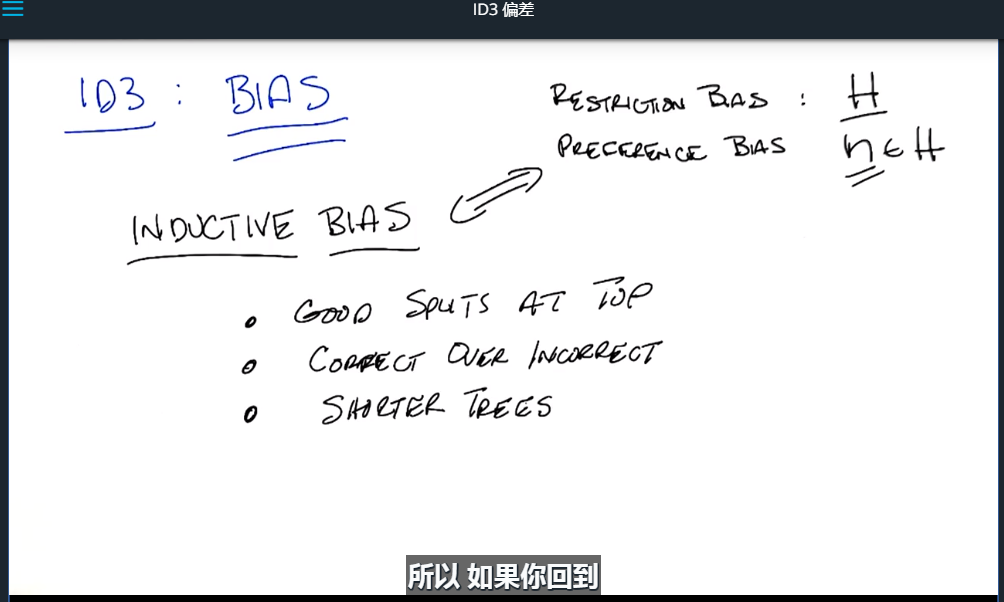 ID3 偏差
ID3 : BIAS
RESTRICTION BIAS : H
PREFERENCE BIAS h ∈ H
INDUCTIVE BIAS
• GOOD SPLITS AT TOP
• CORRECT OVER INCORRECT
• SHORTER TREES
所以 如果你回到